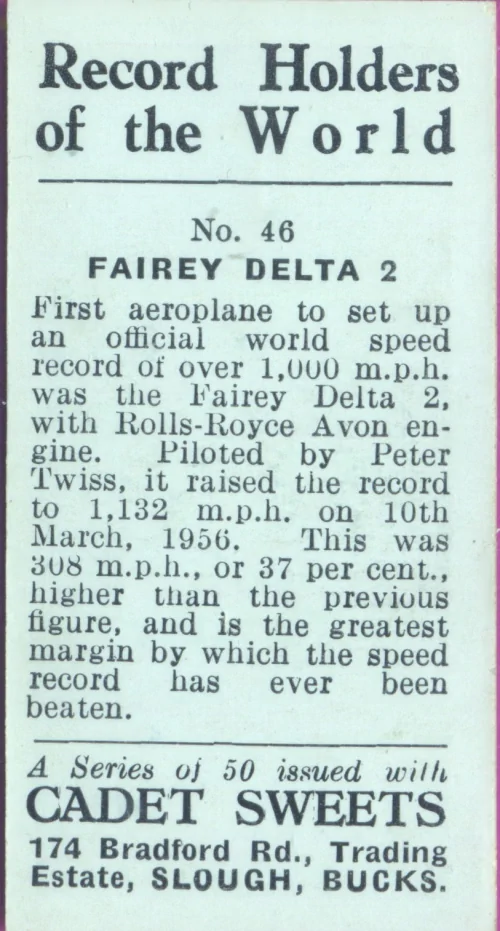 Record Holders
of the World
No. 46
FAIREY DELTA 2
First aeroplane to set up
an official world speed
record of over 1,000 m.p.h.
was the Fairey Delta 2,
with Rolls-Royce Avon en-
gine. Piloted by Peter
Twiss, it raised the record
to 1,132 m.p.h. on 10th
March, 1956. This was
308 m.p.h., or 37 per cent.,
higher than the previous
figure, and is the greatest
margin by which the speed
record has ever been
beaten.
A Series of 50 issued with
CADET SWEETS
174 Bradford Rd., Trading
Estate, SLOUGH, BUCKS.